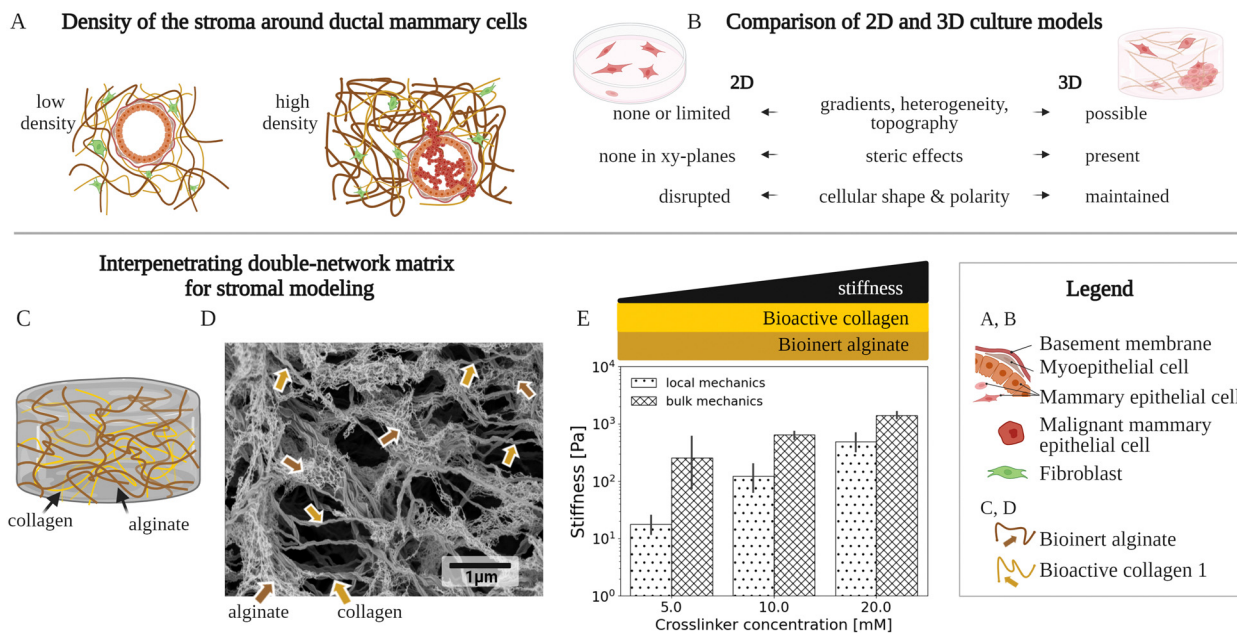 A
Density of the stroma around ductal mammary cells
low
density
high
density
B
Comparison of 2D and 3D culture models
2D
3D
none or limited
gradients, heterogeneity,
topography
possible
none in xy-planes
steric effects
present
disrupted
cellular shape & polarity
maintained
Interpenetrating double-network matrix
for stromal modeling
C
collagen
alginate
D
1μm
alginate
collagen
E
stiffness
Bioactive collagen
Bioinert alginate
local mechanics
bulk mechanics
Stiffness [Pa]
10⁴
10³
10²
10¹
10⁰
5.0
10.0
20.0
Crosslinker concentration [mM]
Legend
A, B
Basement membrane
Myoepithelial cell
Mammary epithelial cell
Malignant mammary
epithelial cell
Fibroblast
C, D
Bioinert alginate
Bioactive collagen 1